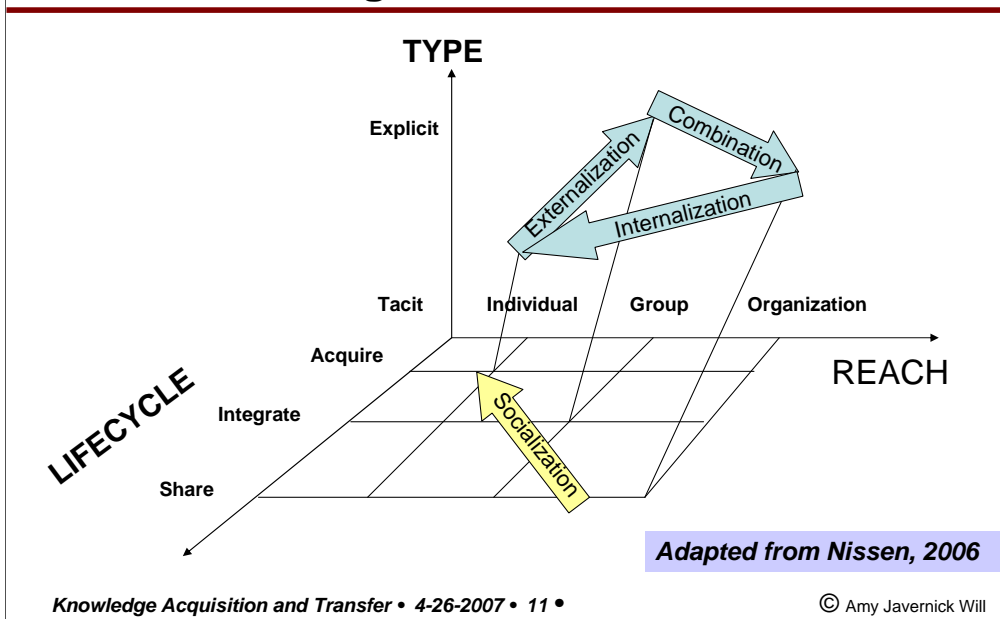 TYPE
Explicit
Externalization
Combination
Internalization
Tacit
Individual
Group
Organization
Acquire
REACH
LIFECYCLE
Integrate
Socialization
Share
Adapted from Nissen, 2006
Knowledge Acquisition and Transfer • 4-26-2007 • 11 •
© Amy Javernick Will